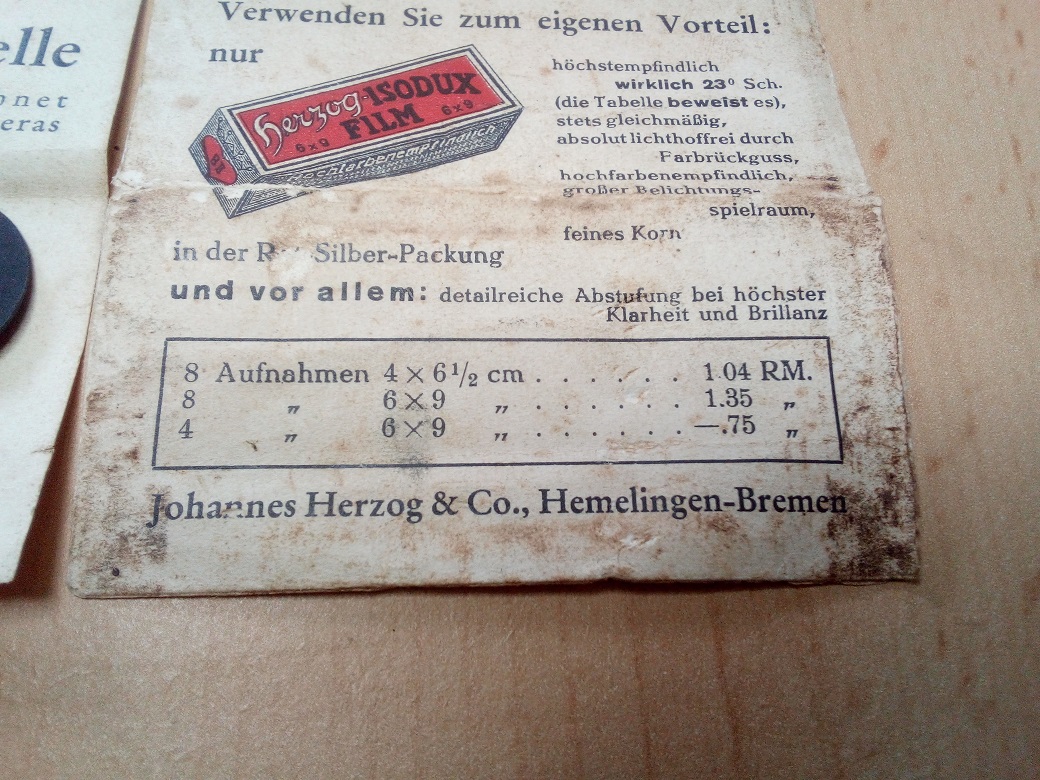 elle
eras
Verwenden Sie zum eigenen Vorteil:
nur
Herzog-ISODUX
FILM
6x9
6x9
Hochfarbenempfindlich
höchstempfindlich
wirklich 23° Sch.
(die Tabelle beweist es),
stets gleichmäßig,
absolut lichthoffrei durch
Farbrückguss,
hochfarbenempfindlich,
großer Belichtungs-
spielraum,
feines Korn
in der Silber-Packung
und vor allem: detailreiche Abstufung bei höchster
Klarheit und Brillanz
8 Aufnahmen 4 × 6 1/2 cm . . . . . . 1.04 RM.
8 „ 6 × 9 „ . . . . . . 1.35 „
4 „ 6 × 9 „ . . . . . . —.75 „
Johannes Herzog & Co., Hemelingen-Bremen